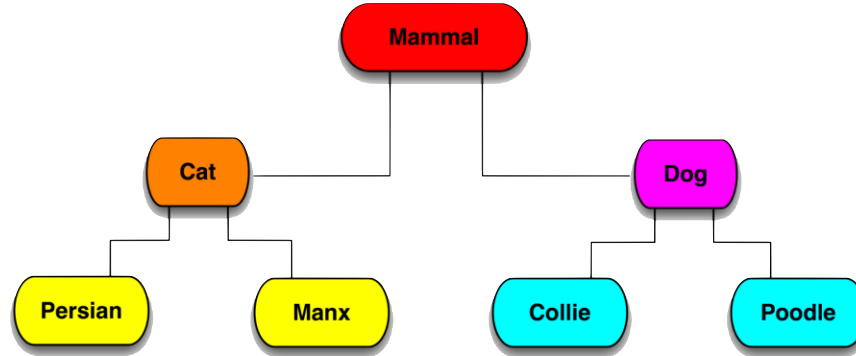 Mammal
Cat
Dog
Persian
Manx
Collie
Poodle